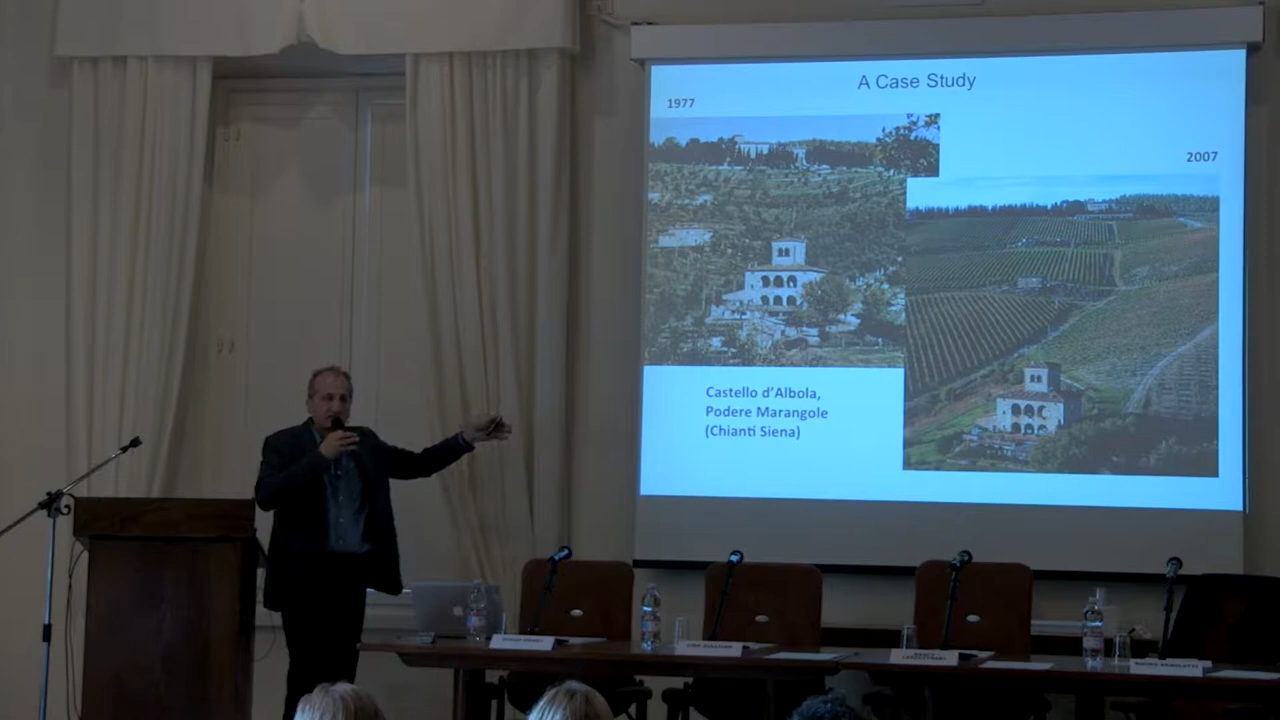 A Case Study
1977
2007
Castello d'Albola,
Podere Marangole
(Chianti Siena)